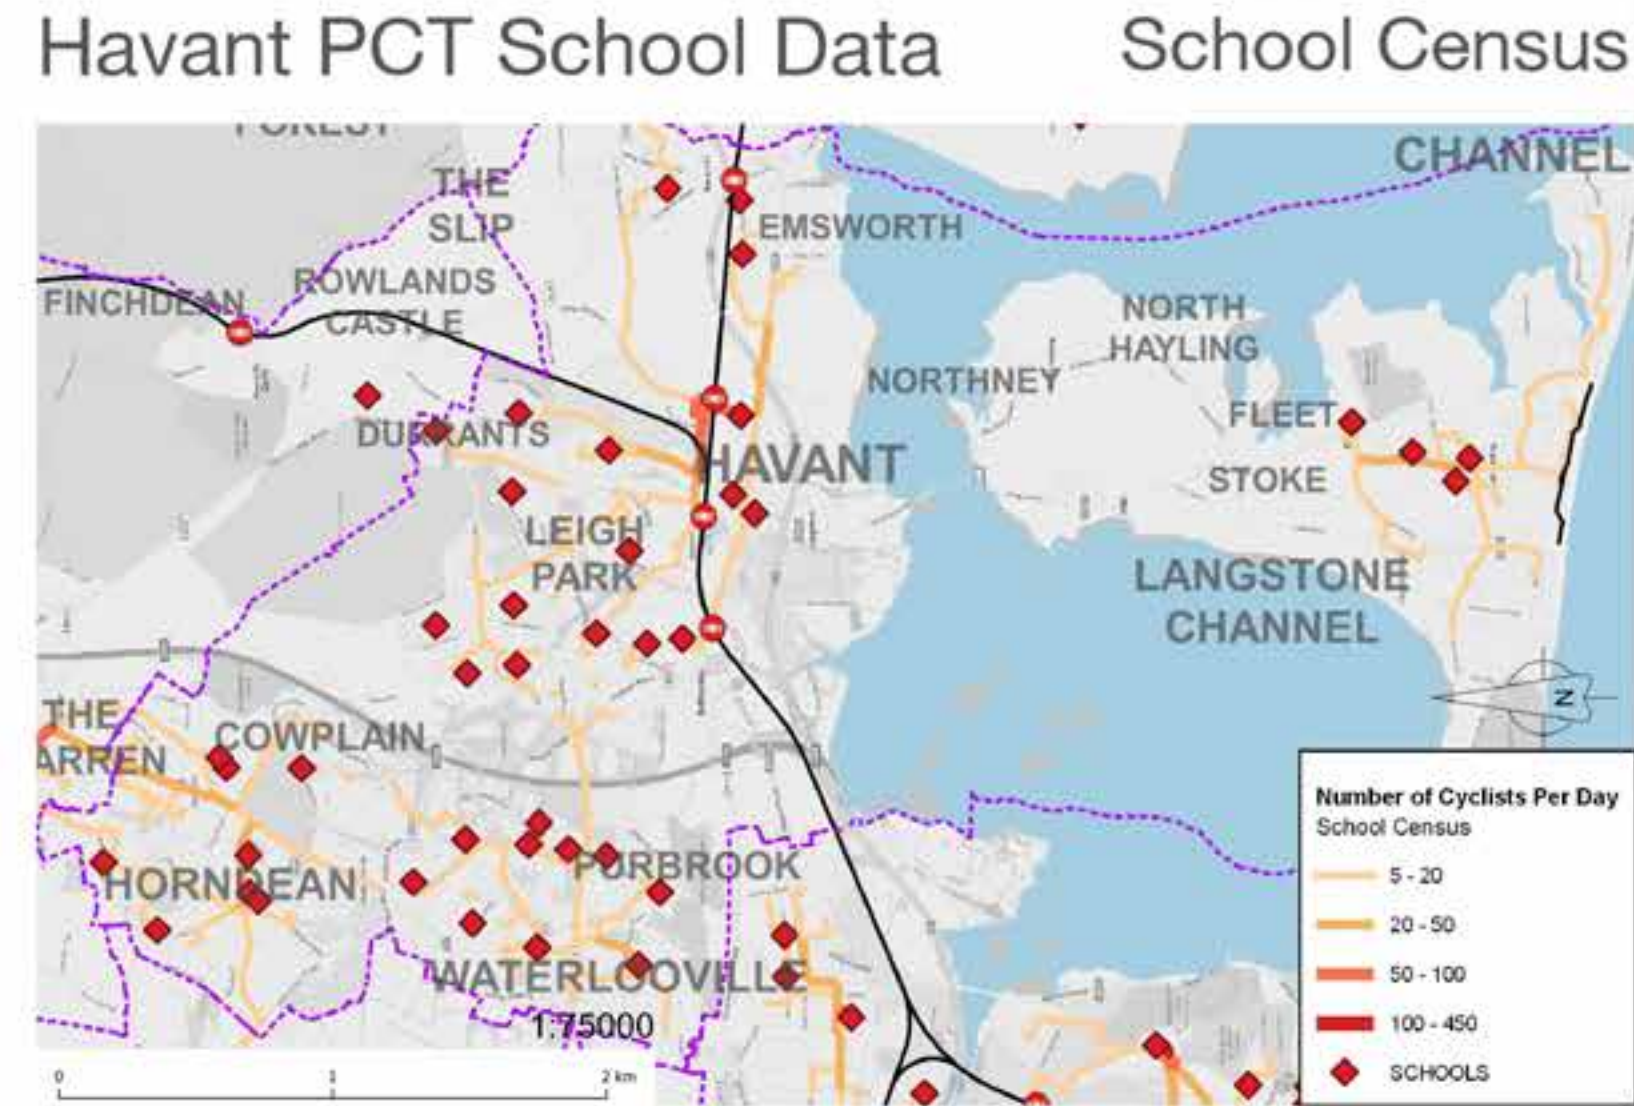 Havant PCT School Data
School Census
FOREST
CHANNEL
THE
SLIP
EMSWORTH
ROWLANDS
CASTLE
FINCHDEAN
NORTH
HAYLING
NORTHNEY
FLEET
DURRANTS
HAVANT
STOKE
LEIGH
PARK
LANGSTONE
CHANNEL
THE
ARREN
COWPLAIN
N
HORNDEAN
PURBROOK
WATERLOOVILLE
1:75000
0 1 2 km
Number of Cyclists Per Day
School Census
5 - 20
20 - 50
50 - 100
100 - 450
SCHOOLS